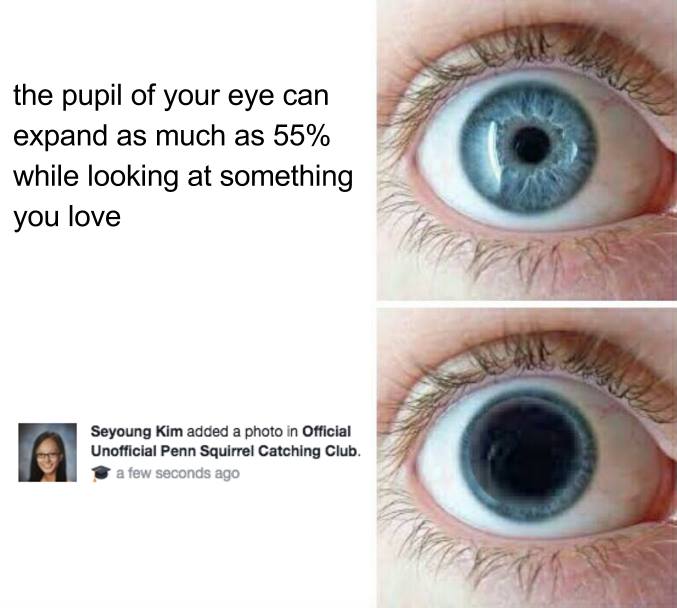 the pupil of your eye can
expand as much as 55%
while looking at something
you love
Seyoung Kim added a photo in Official
Unofficial Penn Squirrel Catching Club.
a few seconds ago